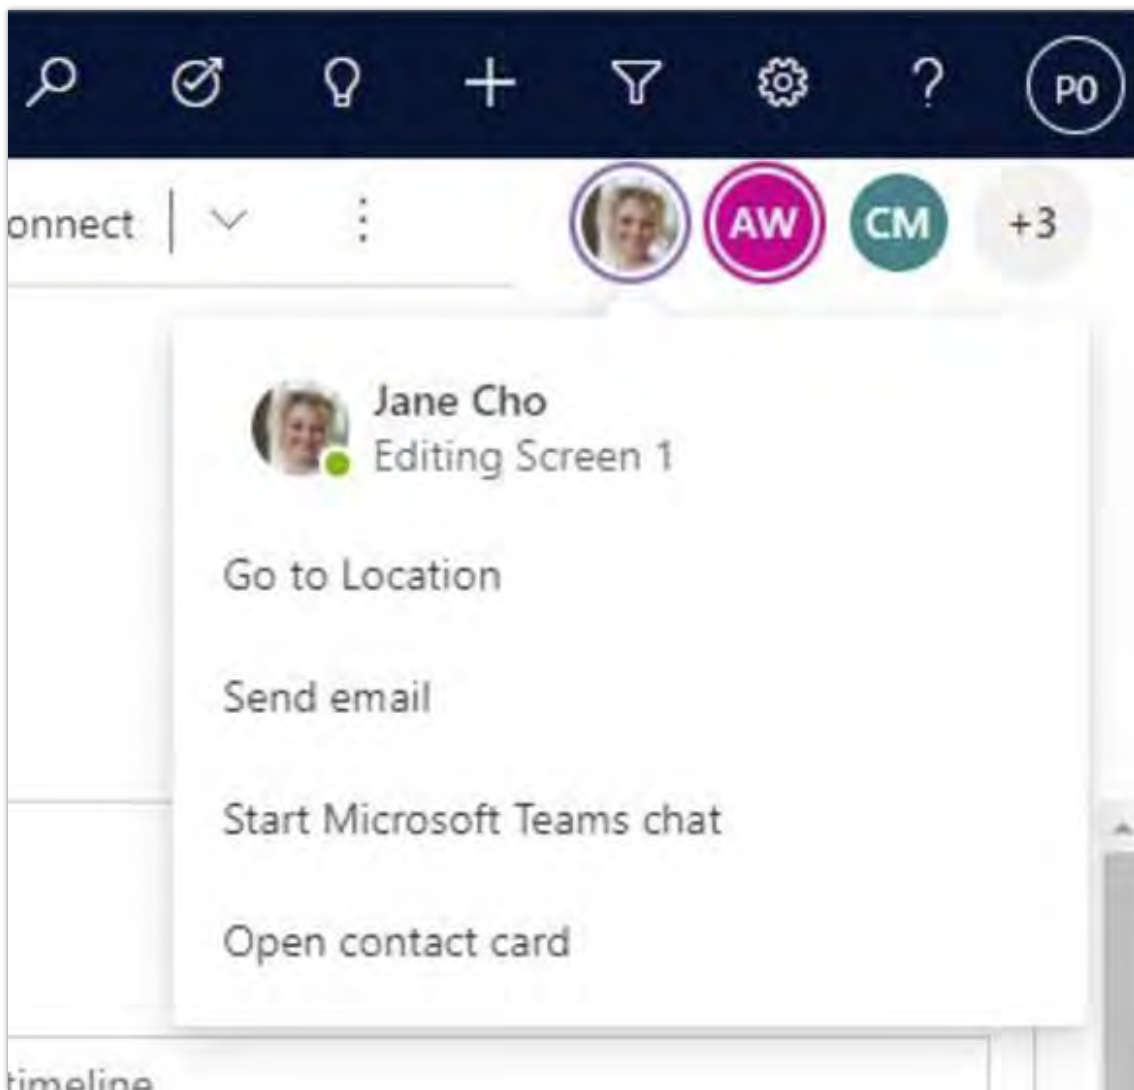 PO
onnect
AW
CM
+3
Jane Cho
Editing Screen 1
Go to Location
Send email
Start Microsoft Teams chat
Open contact card
timeline